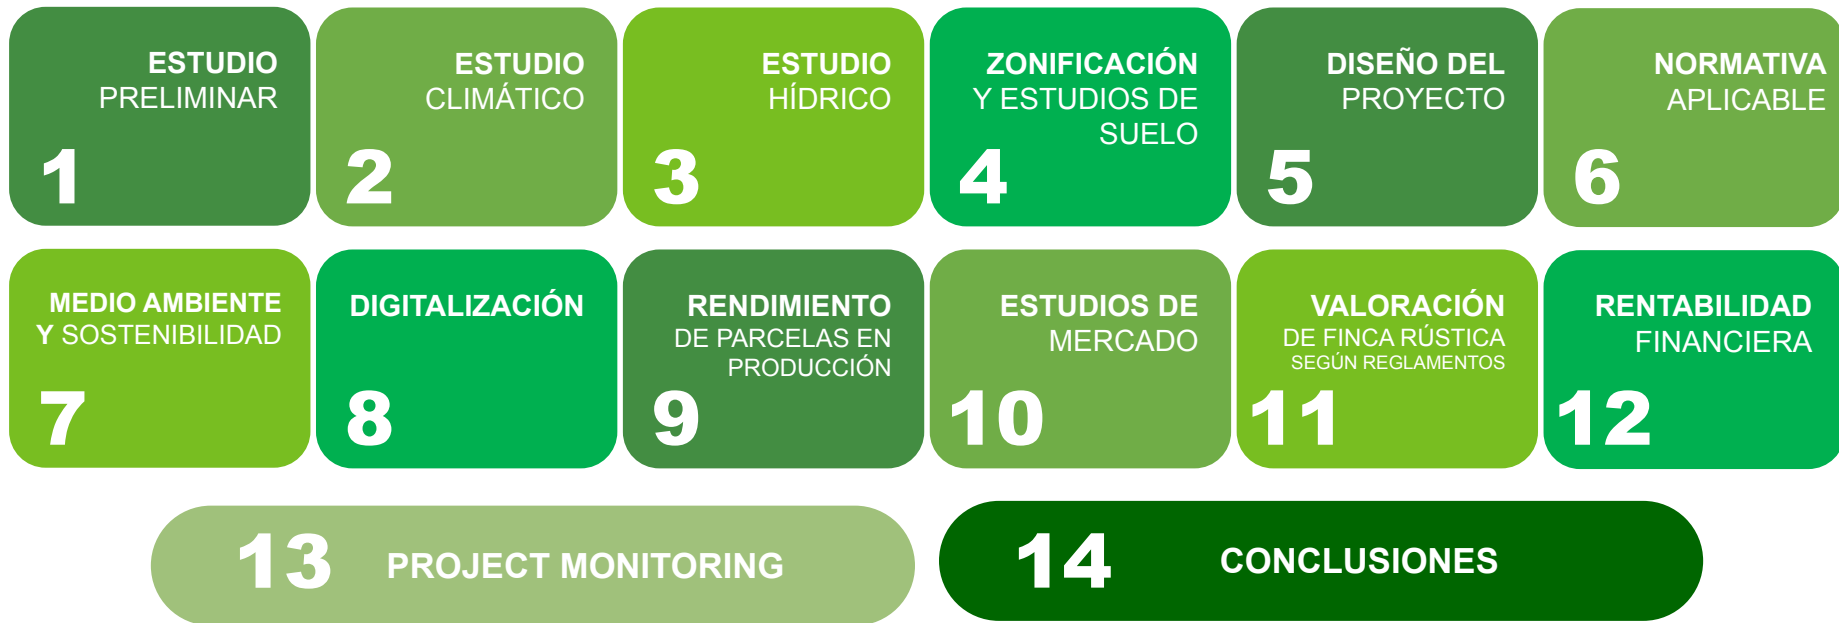 ESTUDIO
PRELIMINAR
1
ESTUDIO
CLIMÁTICO
2
ESTUDIO
HÍDRICO
3
ZONIFICACIÓN
Y ESTUDIOS DE
SUELO
4
DISEÑO DEL
PROYECTO
5
NORMATIVA
APLICABLE
6
MEDIO AMBIENTE
Y SOSTENIBILIDAD
7
DIGITALIZACIÓN
8
RENDIMIENTO
DE PARCELAS EN
PRODUCCIÓN
9
ESTUDIOS DE
MERCADO
10
VALORACIÓN
DE FINCA RÚSTICA
SEGÚN REGLAMENTOS
11
RENTABILIDAD
FINANCIERA
12
13 PROJECT MONITORING
14 CONCLUSIONES